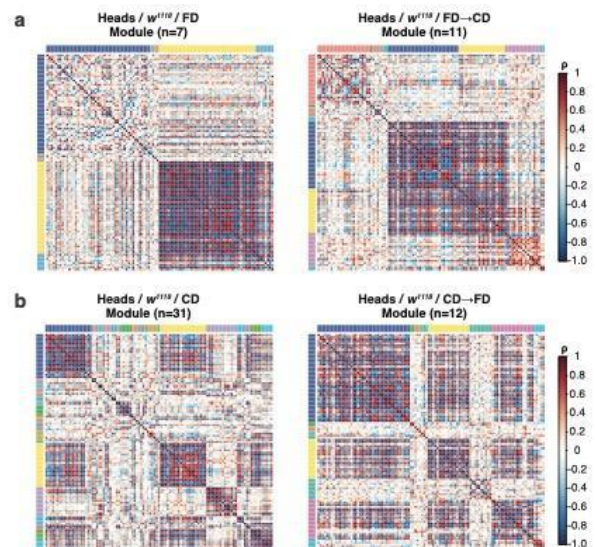 a
Heads / w¹¹¹⁸ / FD
Module (n=7)
Heads / w¹¹¹⁸ / FD→CD
Module (n=11)
ρ
1
0.8
0.6
0.4
0.2
0
-0.2
-0.4
-0.6
-0.8
-1.0
b
Heads / w¹¹¹⁸ / CD
Module (n=31)
Heads / w¹¹¹⁸ / CD→FD
Module (n=12)
ρ
1
0.8
0.6
0.4
0.2
0
-0.2
-0.4
-0.6
-0.8
-1.0